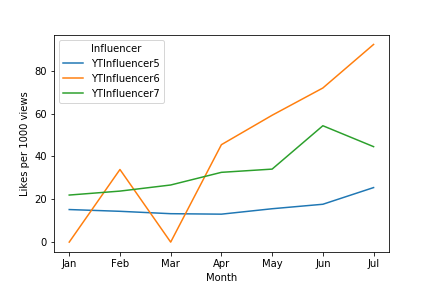 Influencer
YTInfluencer5
YTInfluencer6
YTInfluencer7
Likes per 1000 views
80
60
40
20
0
Jan Feb Mar Apr May Jun Jul
Month